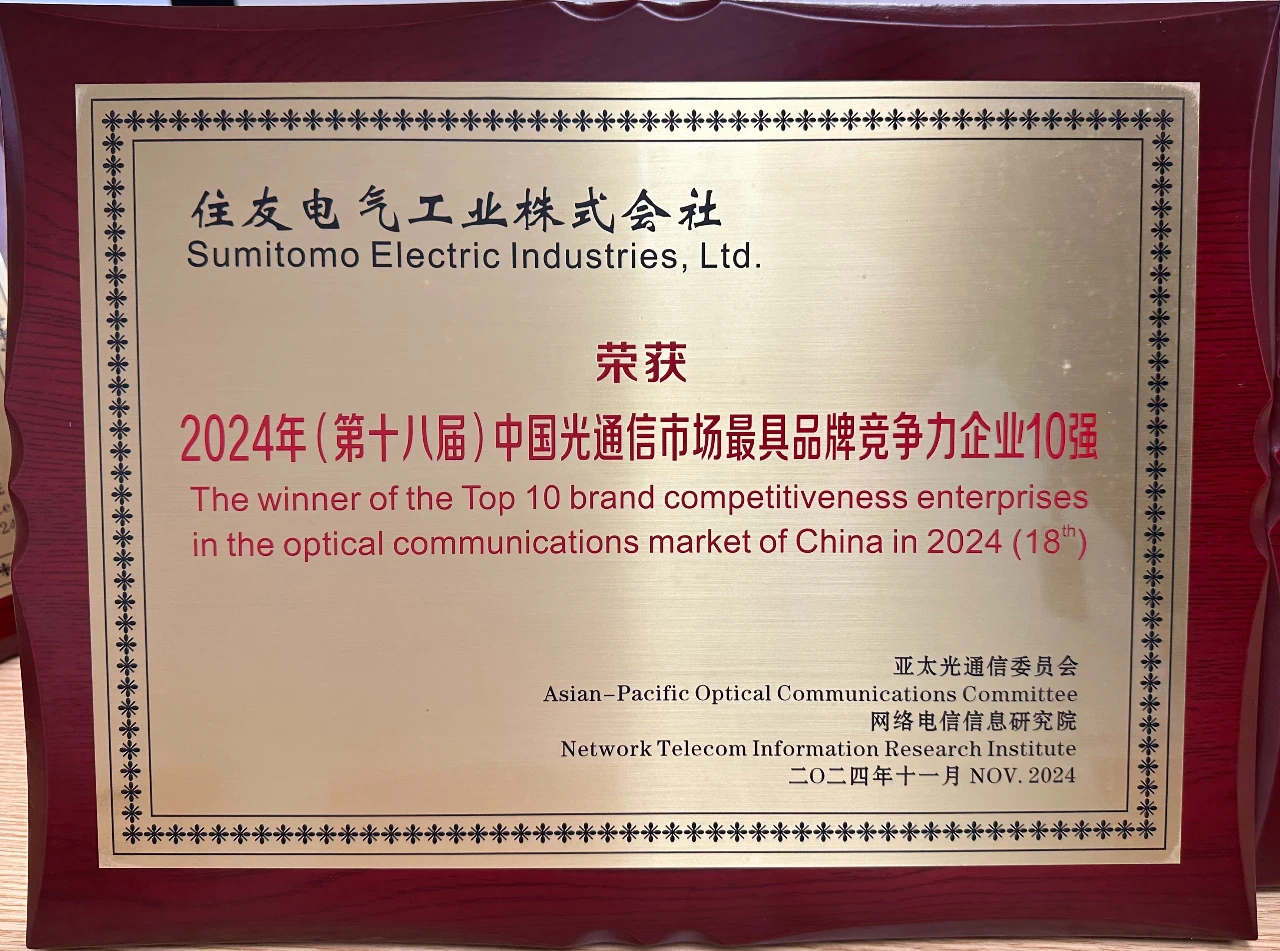 住友电气工业株式会社
Sumitomo Electric Industries, Ltd.
荣获
2024年(第十八届)中国光通信市场最具品牌竞争力企业10强
The winner of the Top 10 brand competitiveness enterprises
in the optical communications market of China in 2024 (18th)
亚太光通信委员会
Asian-Pacific Optical Communications Committee
网络电信信息研究院
Network Telecom Information Research Institute
二〇二四年十一月 NOV. 2024